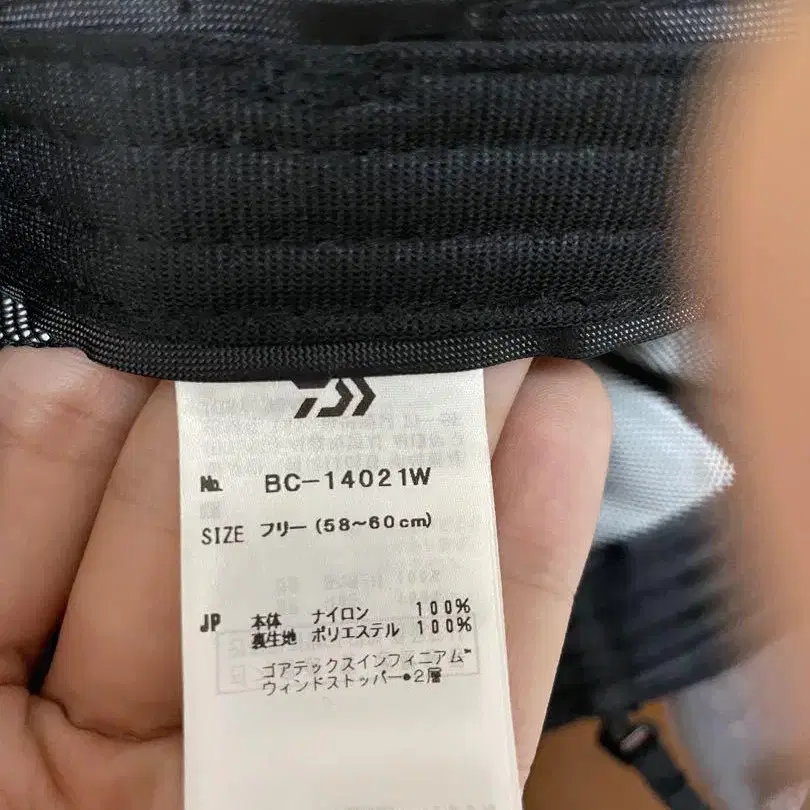 No. BC-14021W
SIZE フリー (58~60cm)
JP 本体 ナイロン 100%
裏生地 ポリエステル 100%
ゴアテックスインフィニアム™
ウィンドストッパー●2層